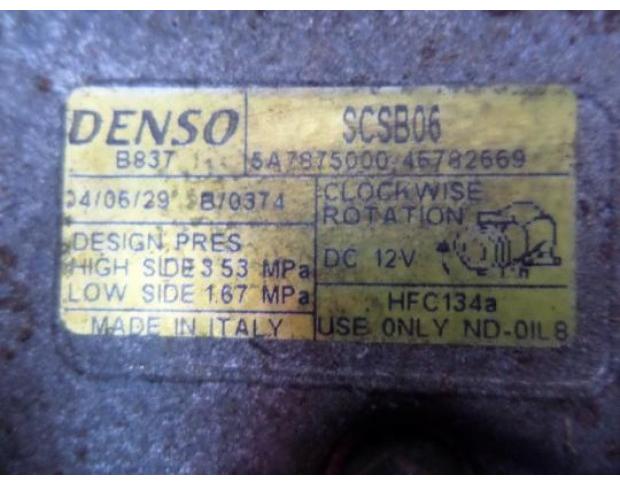 DENSO SCSB06
B837 5A7875000 46782669
04/06/29 B/0374 CLOCKWISE
ROTATION
DESIGN PRES
HIGH SIDE 3.53 MPa DC 12V
LOW SIDE 1.67 MPa HFC134a
MADE IN ITALY USE ONLY ND-OIL8